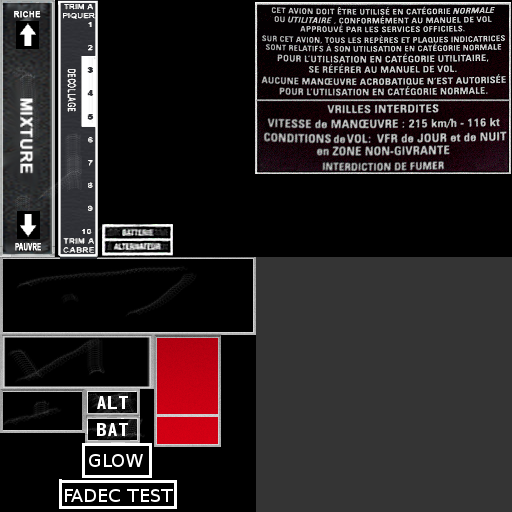 RICHE
MIXTURE
PAUVRE
TRIM A
PIQUER
1
2
3
4
5
6
7
8
9
10
DECOLLAGE
TRIM A
CABRE
BATTERIE
ALTERNATEUR
CET AVION DOIT ÊTRE UTILISÉ EN CATÉGORIE NORMALE
OU UTILITAIRE , CONFORMÉMENT AU MANUEL DE VOL
APPROUVÉ PAR LES SERVICES OFFICIELS.
SUR CET AVION, TOUS LES REPÈRES ET PLAQUES INDICATRICES
SONT RELATIFS A SON UTILISATION EN CATÉGORIE NORMALE
POUR L'UTILISATION EN CATÉGORIE UTILITAIRE,
SE RÉFÉRER AU MANUEL DE VOL.
AUCUNE MANŒUVRE ACROBATIQUE N'EST AUTORISÉE
POUR L'UTILISATION EN CATÉGORIE NORMALE.
VRILLES INTERDITES
VITESSE de MANŒUVRE : 215 km/h - 116 kt
CONDITIONS de VOL: VFR de JOUR et de NUIT
en ZONE NON-GIVRANTE
INTERDICTION DE FUMER
ALT
BAT
GLOW
FADEC TEST